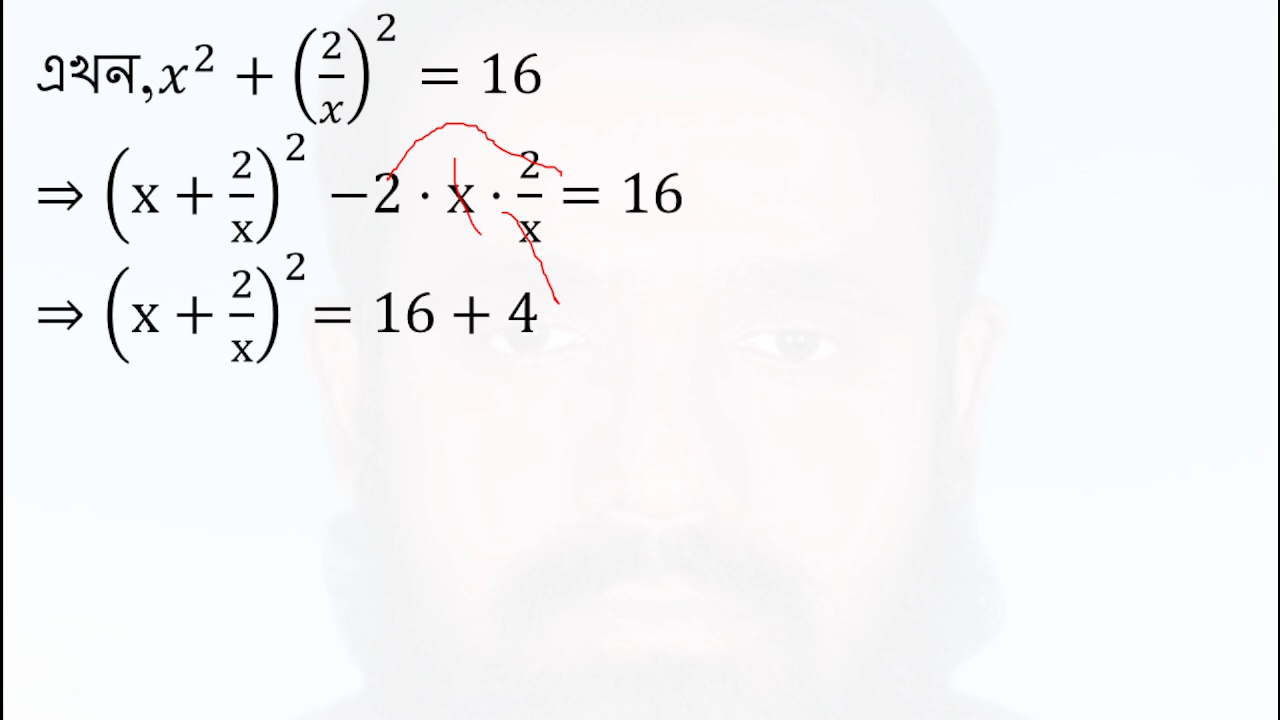 এখন, x² + (2/x)² = 16
⇒ (x + 2/x)² − 2 · x · 2/x = 16
⇒ (x + 2/x)² = 16 + 4